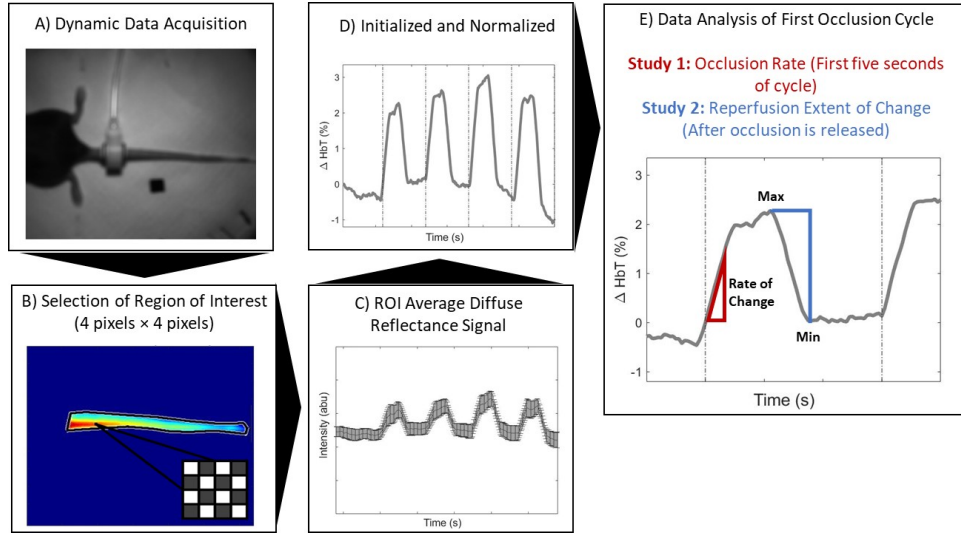 A) Dynamic Data Acquisition
B) Selection of Region of Interest
(4 pixels × 4 pixels)
C) ROI Average Diffuse
Reflectance Signal
Intensity (abu)
Time (s)
D) Initialized and Normalized
Δ HbT (%)
3
2
1
0
-1
Time (s)
E) Data Analysis of First Occlusion Cycle
Study 1: Occlusion Rate (First five seconds
of cycle)
Study 2: Reperfusion Extent of Change
(After occlusion is released)
Δ HbT (%)
3
2
1
0
-1
Max
Rate of
Change
Min
Time (s)